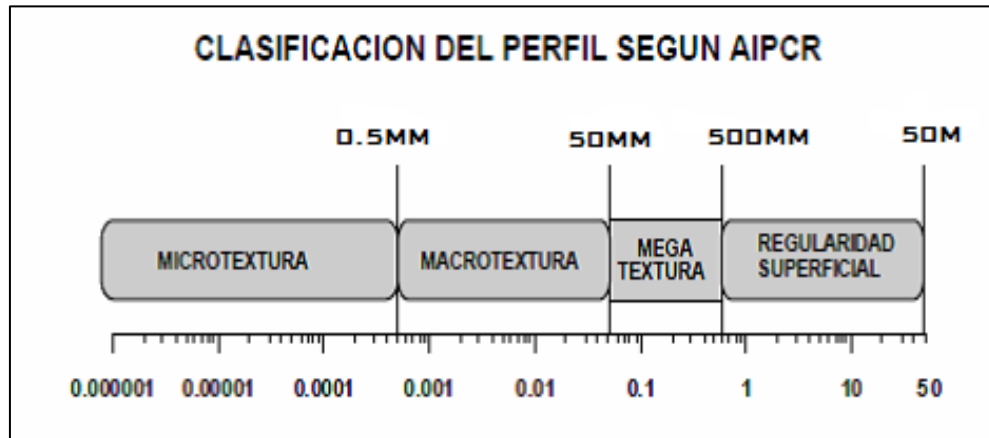 CLASIFICACION DEL PERFIL SEGUN AIPCR
0.5MM 50MM 500MM 50M
MICROTEXTURA MACROTEXTURA MEGA TEXTURA REGULARIDAD SUPERFICIAL
0.000001 0.00001 0.0001 0.001 0.01 0.1 1 10 50